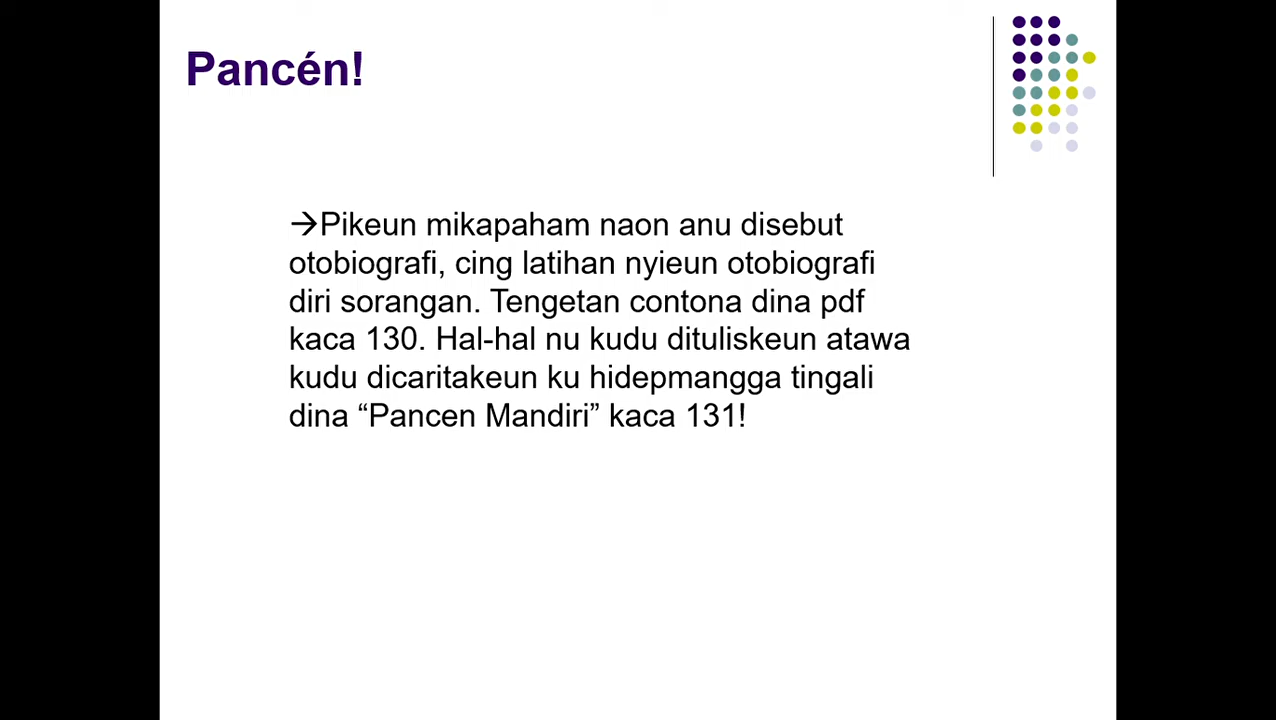 Pancén!
→Pikeun mikapaham naon anu disebut
otobiografi, cing latihan nyieun otobiografi
diri sorangan. Tengetan contona dina pdf
kaca 130. Hal-hal nu kudu dituliskeun atawa
kudu dicaritakeun ku hidepmangga tingali
dina “Pancen Mandiri” kaca 131!